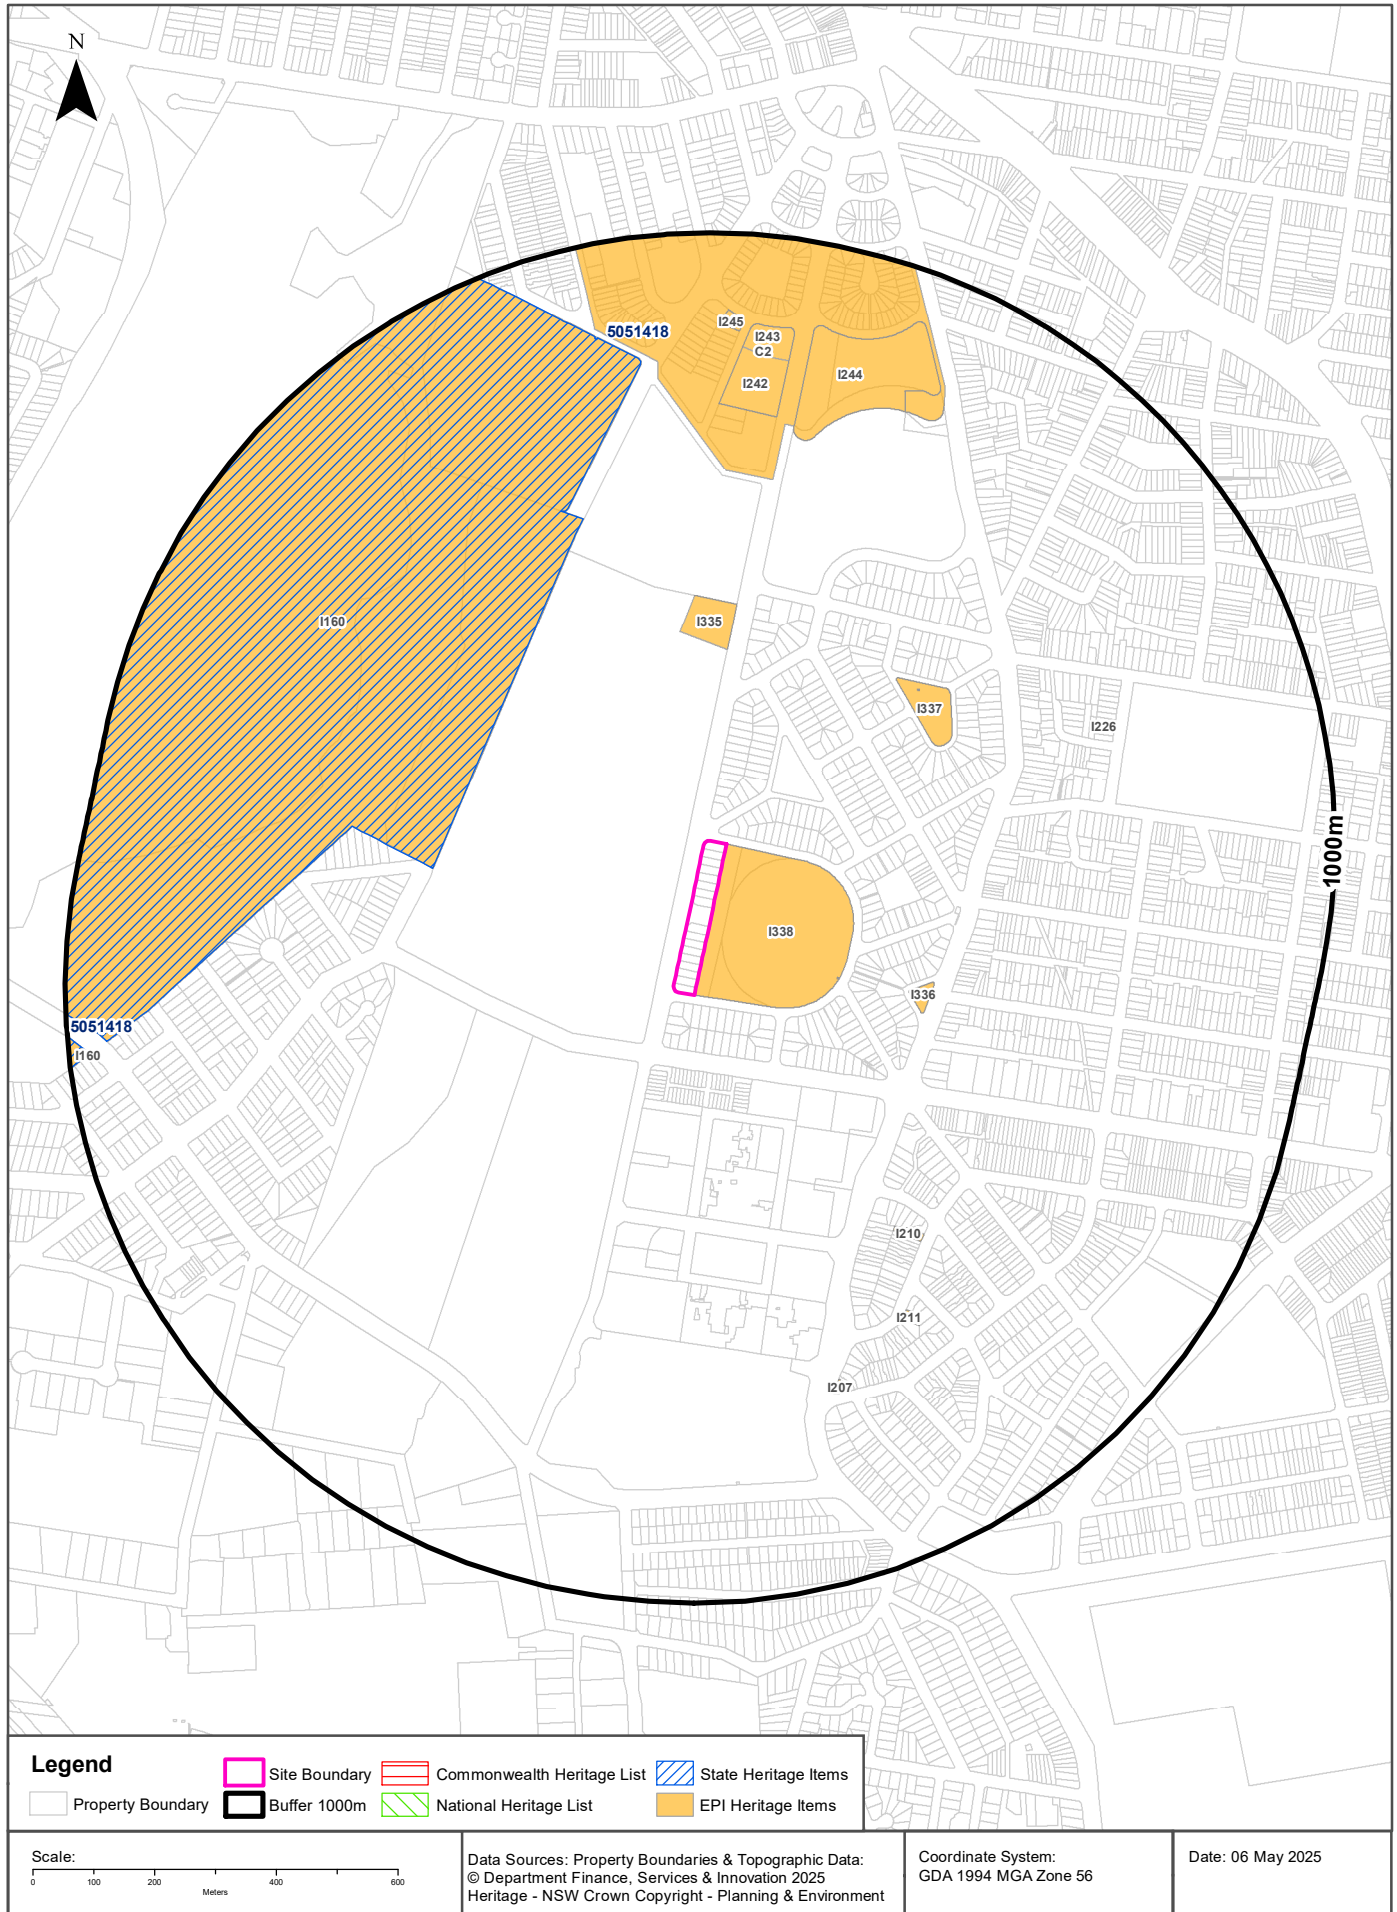 N
5051418
I245
I243
C2
I242
I244
I160
I335
I337
I226
1000m
I338
I336
5051418
I160
I210
I211
I207
Legend
Property Boundary
Site Boundary
Buffer 1000m
Commonwealth Heritage List
National Heritage List
State Heritage Items
EPI Heritage Items
Scale:
0 100 200 400 600
Meters
Data Sources: Property Boundaries & Topographic Data:
© Department Finance, Services & Innovation 2025
Heritage - NSW Crown Copyright - Planning & Environment
Coordinate System:
GDA 1994 MGA Zone 56
Date: 06 May 2025